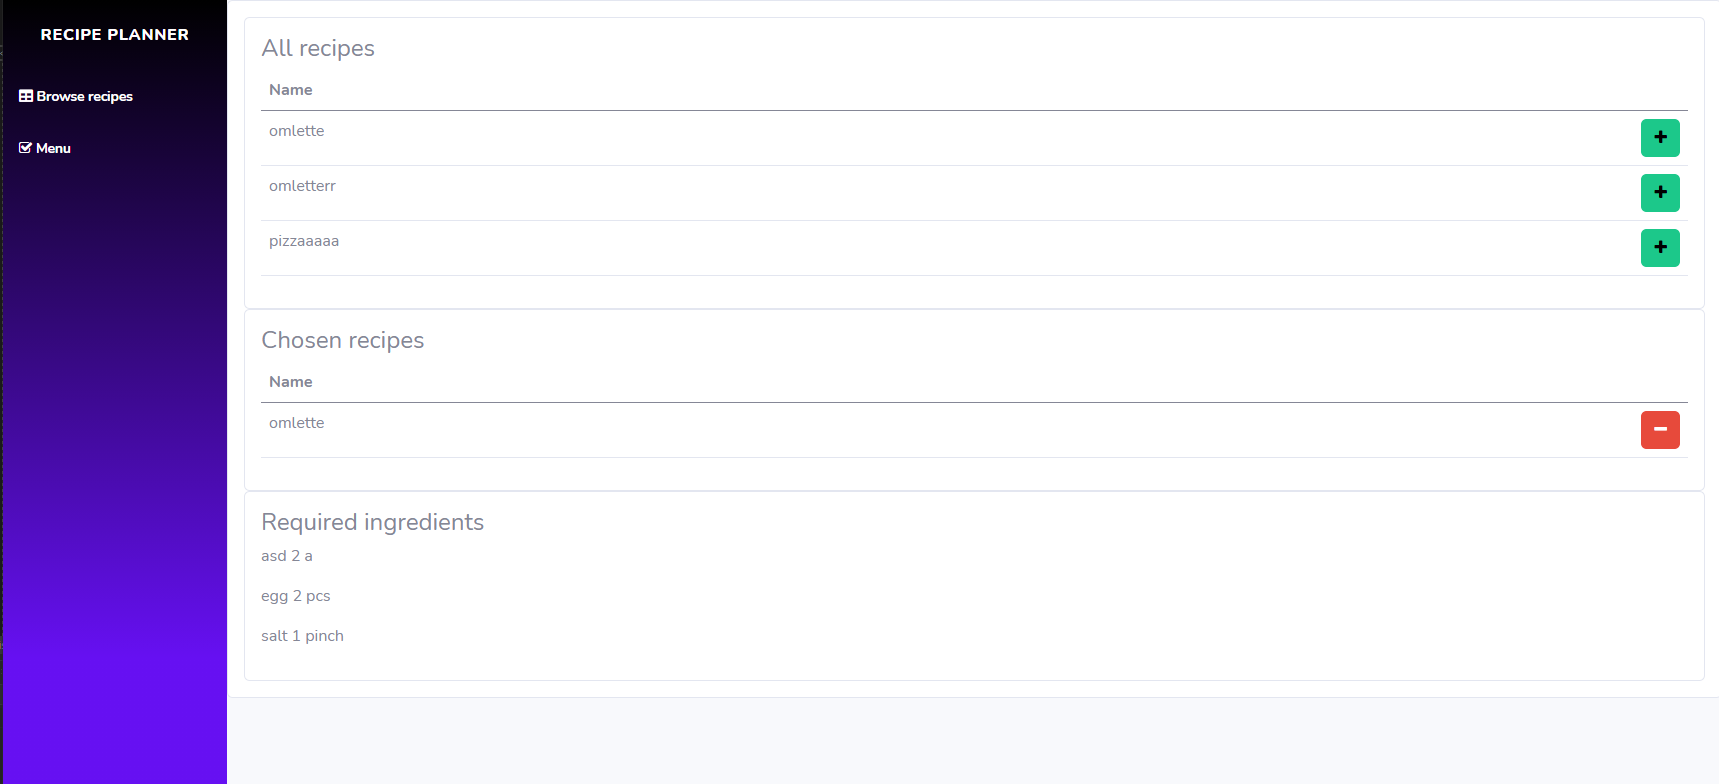 RECIPE PLANNER
Browse recipes
Menu
All recipes
Name
omlette
omletterr
pizzaaaaa
Chosen recipes
Name
omlette
Required ingredients
asd 2 a
egg 2 pcs
salt 1 pinch